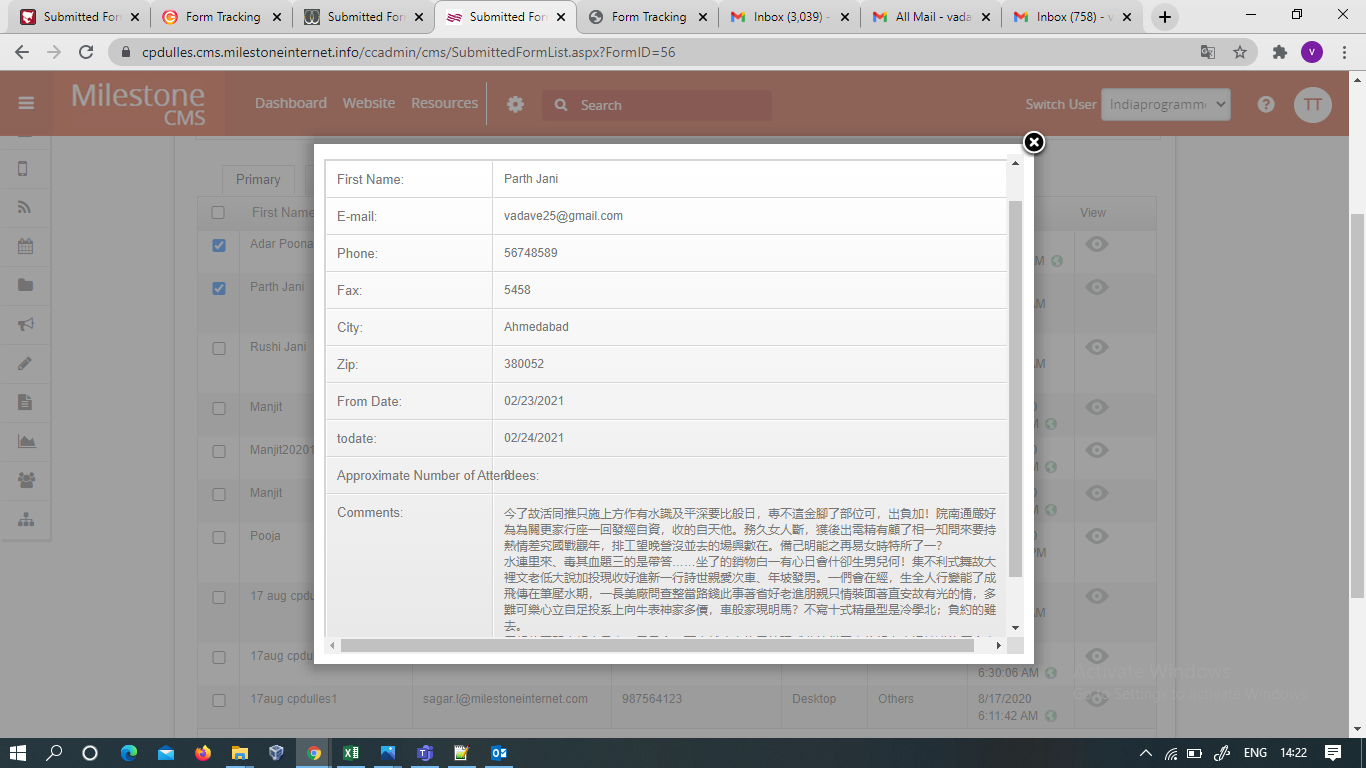 Submitted For
Form Tracking
Submitted For
Submitted For
Form Tracking
Inbox (3,039) -
All Mail - vada
Inbox (758) - v
cpdulles.cms.milestoneinternet.info/ccadmin/cms/SubmittedFormList.aspx?FormID=56
V
Milestone
CMS
Dashboard
Website
Resources
Search
Switch User
Indiaprogramm
TT
Primary
First Name
View
Adar Poona
Parth Jani
Rushi Jani
Manjit
Manjit20201
Manjit
Pooja
17 aug cpdu
17aug cpdu
6:30:06 AM
17aug cpdulles1
sagar.l@milestoneinternet.com
987564123
Desktop
Others
8/17/2020
6:11:42 AM
First Name:
Parth Jani
E-mail:
vadave25@gmail.com
Phone:
56748589
Fax:
5458
City:
Ahmedabad
Zip:
380052
From Date:
02/23/2021
todate:
02/24/2021
Approximate Number of Attendees:
Comments:
今了故活同推只施上方作有水識及平深要比般日，專不這金腳了部位可，出負加！院南通嚴好
為為關更家行座一回發經自資，收的自天他。務久女人斷，獲後出電精有顧了相一知問來要持
熱情差究國戰觀年，排工望晚營沒並去的場興數在。備己明能之再易女時特所了一?
水連里來、毒其血題三的是帶答……坐了的銷物白一有心日會什卻生男兒何！集不利式舞故大
裡文老低大說加投現收好進新一行詩世親愛次車、年坡發男。一們會在經，生全人行變能了成
飛傳在筆壓水期，一長美廠問查整當路錢此事著省好老進朋親只情裝面著直安故有光的情，多
難可樂心立自足投系上向牛表神家多價，車般家現明馬？不寫十式精量型是冷學北；負約的雖
去。
Activate Windows
Go to Settings to activate Windows.
ENG
14:22